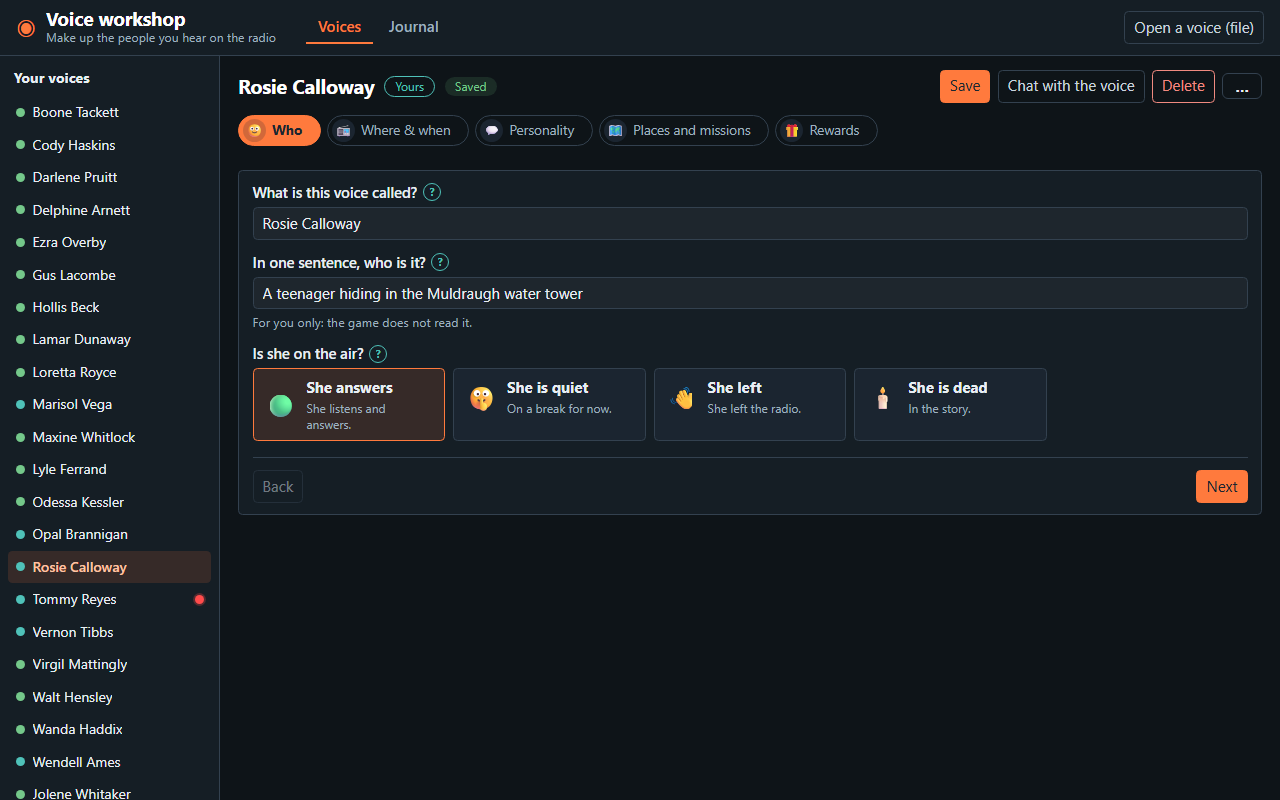 Voice workshop
Make up the people you hear on the radio
Voices
Journal
Open a voice (file)
Your voices
Boone Tackett
Cody Haskins
Darlene Pruitt
Delphine Arnett
Ezra Overby
Gus Lacombe
Hollis Beck
Lamar Dunaway
Loretta Royce
Marisol Vega
Maxine Whitlock
Lyle Ferrand
Odessa Kessler
Opal Brannigan
Rosie Calloway
Tommy Reyes
Vernon Tibbs
Virgil Mattingly
Walt Hensley
Wanda Haddix
Wendell Ames
Jolene Whitaker
Rosie Calloway
Yours
Saved
Save
Chat with the voice
Delete
...
Who
Where & when
Personality
Places and missions
Rewards
What is this voice called? ?
Rosie Calloway
In one sentence, who is it? ?
A teenager hiding in the Muldraugh water tower
For you only: the game does not read it.
Is she on the air? ?
She answers
She listens and
answers.
She is quiet
On a break for now.
She left
She left the radio.
She is dead
In the story.
Back
Next